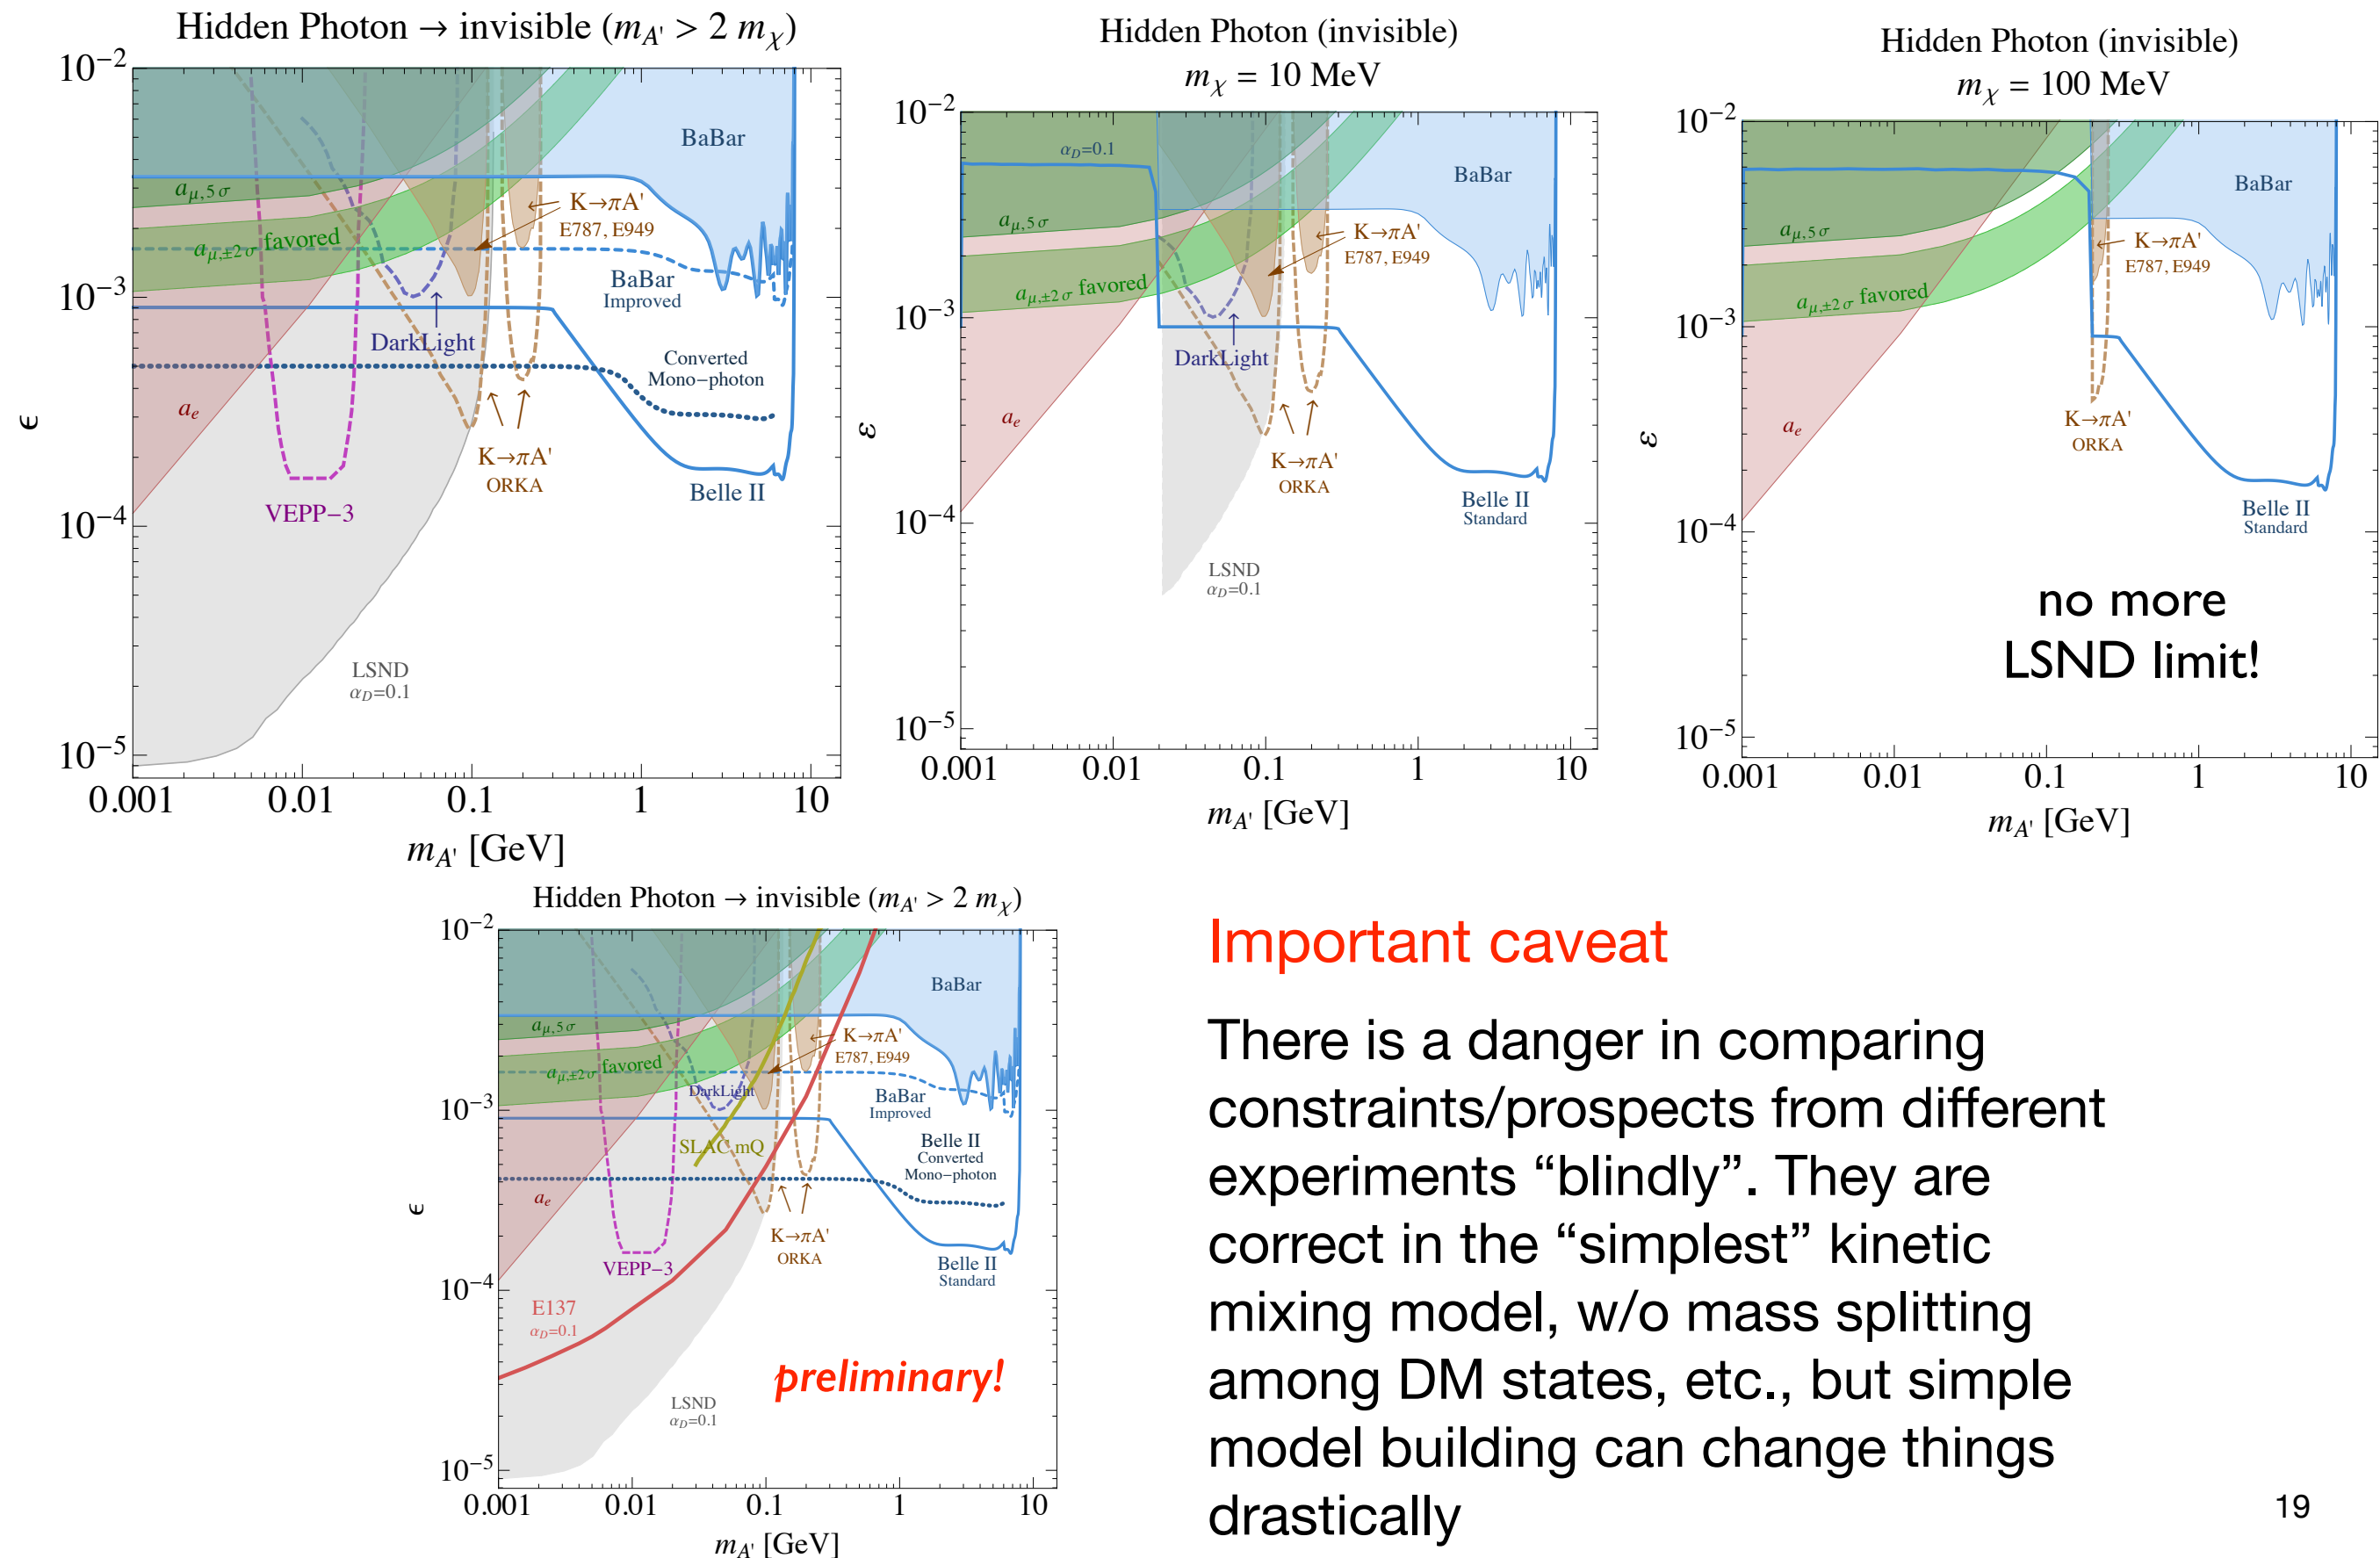 Hidden Photon → invisible (m_A' > 2 m_χ)
10⁻²
10⁻³
10⁻⁴
10⁻⁵
ϵ
BaBar
a_μ,5σ
K→πA'
E787, E949
a_μ,±2σ favored
BaBar
Improved
DarkLight
Converted
Mono−photon
a_e
K→πA'
ORKA
Belle II
VEPP−3
LSND
α_D=0.1
0.001 0.01 0.1 1 10
m_A' [GeV]
Hidden Photon (invisible)
m_χ = 10 MeV
10⁻²
10⁻³
10⁻⁴
10⁻⁵
ε
α_D=0.1
BaBar
a_μ,5σ
K→πA'
E787, E949
a_μ,±2σ favored
DarkLight
a_e
K→πA'
ORKA
Belle II
Standard
LSND
α_D=0.1
0.001 0.01 0.1 1 10
m_A' [GeV]
Hidden Photon (invisible)
m_χ = 100 MeV
10⁻²
10⁻³
10⁻⁴
10⁻⁵
ε
BaBar
a_μ,5σ
K→πA'
E787, E949
a_μ,±2σ favored
K→πA'
ORKA
a_e
Belle II
Standard
no more
LSND limit!
0.001 0.01 0.1 1 10
m_A' [GeV]
Hidden Photon → invisible (m_A' > 2 m_χ)
10⁻²
10⁻³
10⁻⁴
10⁻⁵
ϵ
BaBar
a_μ,5σ
K→πA'
E787, E949
a_μ,±2σ favored
DarkLight
BaBar
Improved
SLAC mQ
Belle II
Converted
Mono−photon
a_e
K→πA'
ORKA
VEPP−3
Belle II
Standard
E137
α_D=0.1
preliminary!
LSND
α_D=0.1
0.001 0.01 0.1 1 10
m_A' [GeV]
Important caveat
There is a danger in comparing
constraints/prospects from different
experiments “blindly”. They are
correct in the “simplest” kinetic
mixing model, w/o mass splitting
among DM states, etc., but simple
model building can change things
drastically
19